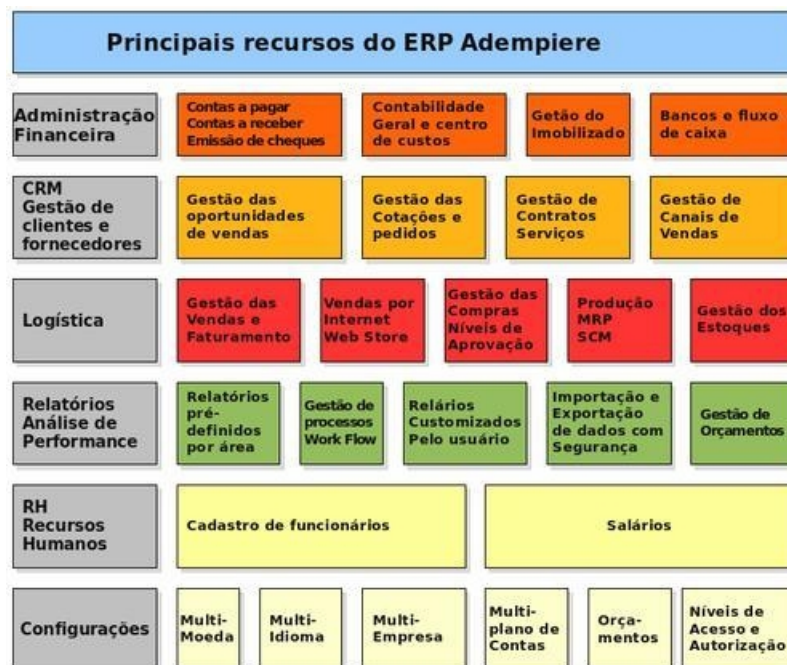 Principais recursos do ERP Adempiere
Administração
Financeira
Contas a pagar
Contas a receber
Emissão de cheques
Contabilidade
Geral e centro
de custos
Getão do
Imobilizado
Bancos e fluxo
de caixa
CRM
Gestão de
clientes e
fornecedores
Gestão das
oportunidades
de vendas
Gestão das
Cotações e
pedidos
Gestão de
Contratos
Serviços
Gestão de
Canais de
Vendas
Logística
Gestão das
Vendas e
Faturamento
Vendas por
Internet
Web Store
Gestão das
Compras
Níveis de
Aprovação
Produção
MRP
SCM
Gestão dos
Estoques
Relatórios
Análise de
Performance
Relatórios
pré-
definidos
por área
Gestão de
processos
Work Flow
Relários
Customizados
Pelo usuário
Importação e
Exportação
de dados com
Segurança
Gestão de
Orçamentos
RH
Recursos
Humanos
Cadastro de funcionários
Salários
Configurações
Multi-
Moeda
Multi-
Idioma
Multi-
Empresa
Multi-
plano de
Contas
Orça-
mentos
Níveis de
Acesso e
Autorização